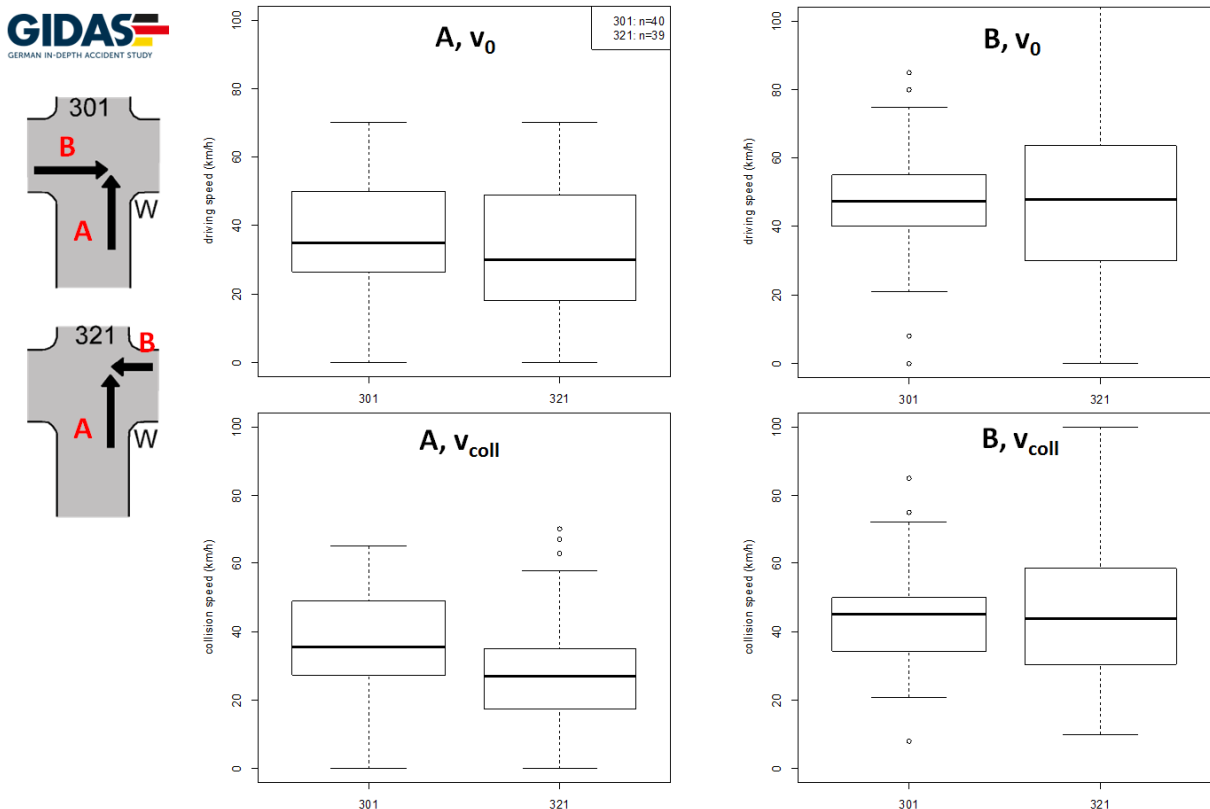 GIDAS
GERMAN IN-DEPTH ACCIDENT STUDY
301
B
W
A
321
B
A
W
A, v0
301: n=40
321: n=39
driving speed (km/h)
100
80
60
40
20
0
301
321
B, v0
driving speed (km/h)
100
80
60
40
20
0
301
321
A, vcoll
collision speed (km/h)
100
80
60
40
20
0
301
321
B, vcoll
collision speed (km/h)
100
80
60
40
20
0
301
321